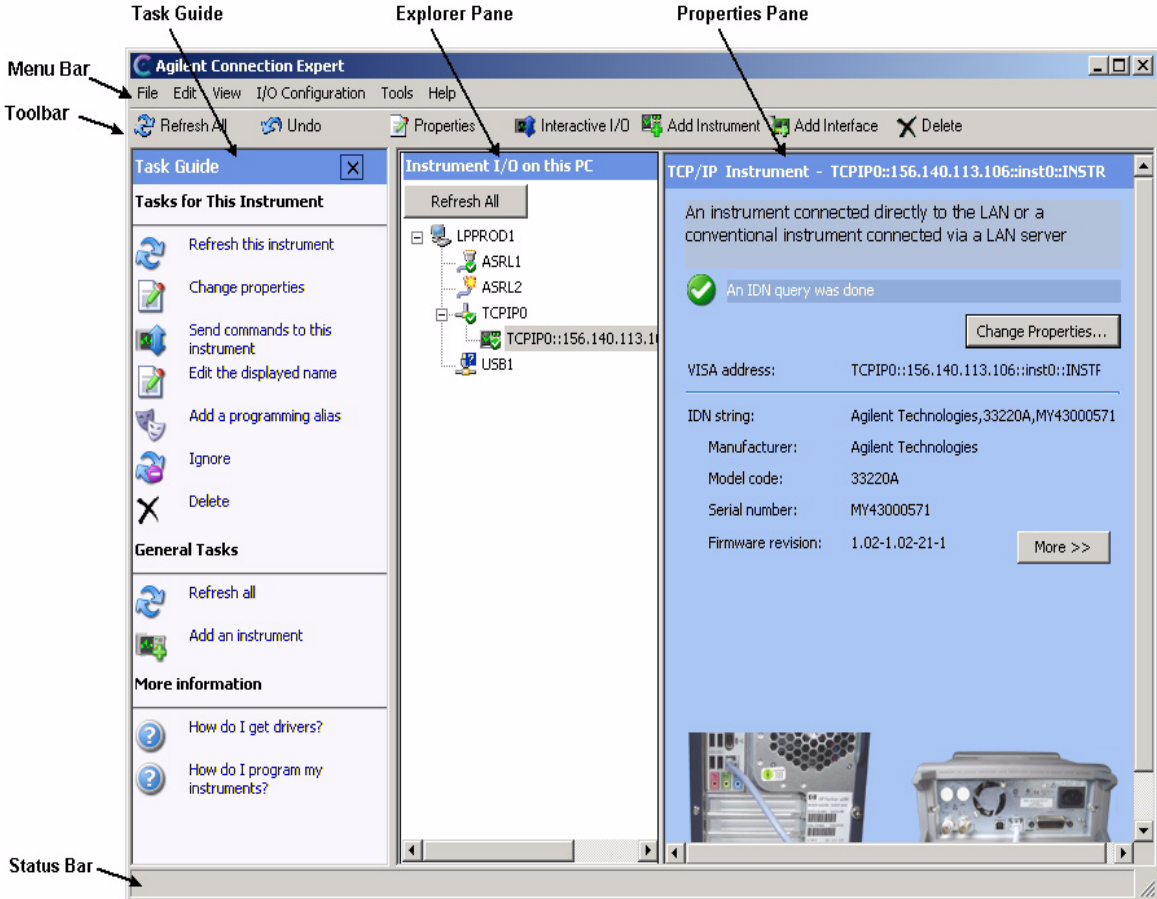 Task Guide
Explorer Pane
Properties Pane
Menu Bar
Toolbar
Agilent Connection Expert
File Edit View I/O Configuration Tools Help
Refresh All Undo Properties Interactive I/O Add Instrument Add Interface Delete
Task Guide
Tasks for This Instrument
Refresh this instrument
Change properties
Send commands to this
instrument
Edit the displayed name
Add a programming alias
Ignore
Delete
General Tasks
Refresh all
Add an instrument
More information
How do I get drivers?
How do I program my
instruments?
Instrument I/O on this PC
Refresh All
LPPROD1
ASRL1
ASRL2
TCPIP0
TCPIP0::156.140.113.10
USB1
TCP/IP Instrument - TCPIP0::156.140.113.106::inst0::INSTR
An instrument connected directly to the LAN or a
conventional instrument connected via a LAN server
An IDN query was done
Change Properties...
VISA address: TCPIP0::156.140.113.106::inst0::INSTR
IDN string: Agilent Technologies,33220A,MY43000571
Manufacturer: Agilent Technologies
Model code: 33220A
Serial number: MY43000571
Firmware revision: 1.02-1.02-21-1
More >>
Status Bar